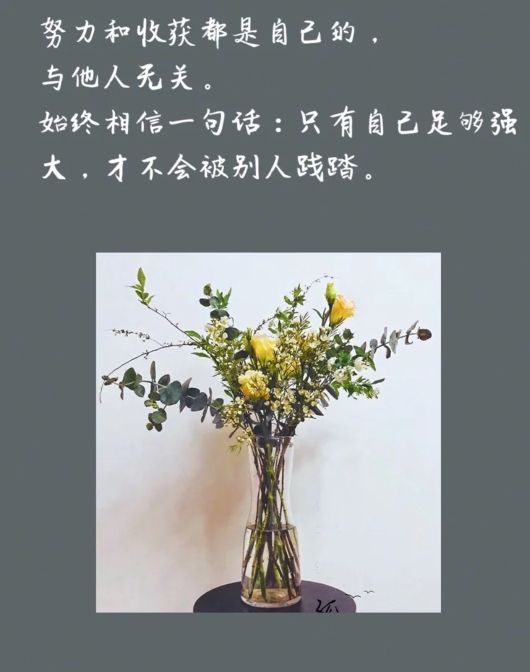 努力和收获都是自己的，
与他人无关。
始终相信一句话：只有自己足够强
大，才不会被别人践踏。